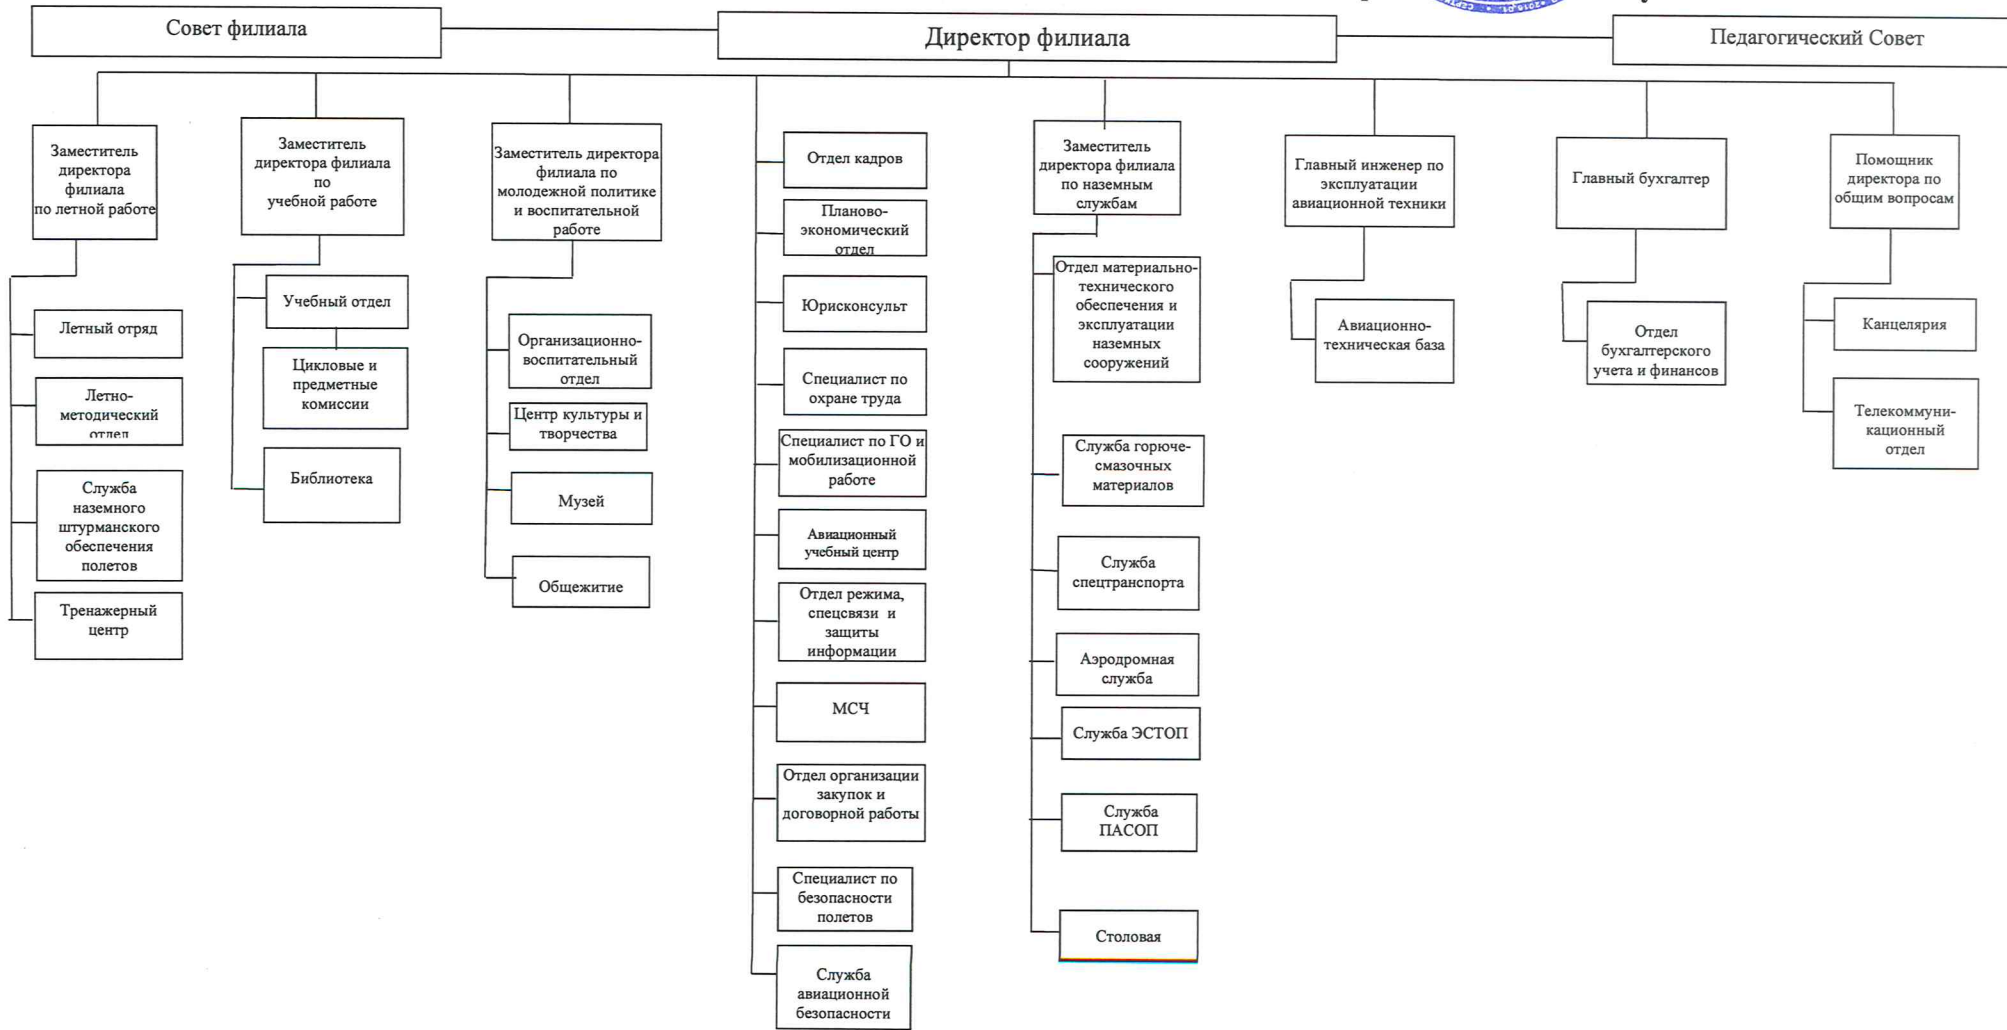 Совет филиала
Директор филиала
Педагогический Совет
Заместитель
директора
филиала
по летной работе
Летный отряд
Летно-
методический
отдел
Служба
наземного
штурманского
обеспечения
полетов
Тренажерный
центр
Заместитель
директора филиала
по
учебной работе
Учебный отдел
Цикловые и
предметные
комиссии
Библиотека
Заместитель директора
филиала по
молодежной политике
и воспитательной
работе
Организационно-
воспитательный
отдел
Центр культуры и
творчества
Музей
Общежитие
Отдел кадров
Планово-
экономический
отдел
Юрисконсульт
Специалист по
охране труда
Специалист по ГО и
мобилизационной
работе
Авиационный
учебный центр
Отдел режима,
спецсвязи и
защиты
информации
МСЧ
Отдел организации
закупок и
договорной работы
Специалист по
безопасности
полетов
Служба
авиационной
безопасности
Заместитель
директора филиала
по наземным
службам
Отдел материально-
технического
обеспечения и
эксплуатации
наземных
сооружений
Служба горюче-
смазочных
материалов
Служба
спецтранспорта
Аэродромная
служба
Служба ЭСТОП
Служба
ПАСОП
Столовая
Главный инженер по
эксплуатации
авиационной техники
Авиационно-
техническая база
Главный бухгалтер
Отдел
бухгалтерского
учета и финансов
Помощник
директора по
общим вопросам
Канцелярия
Телекоммуни-
кационный
отдел